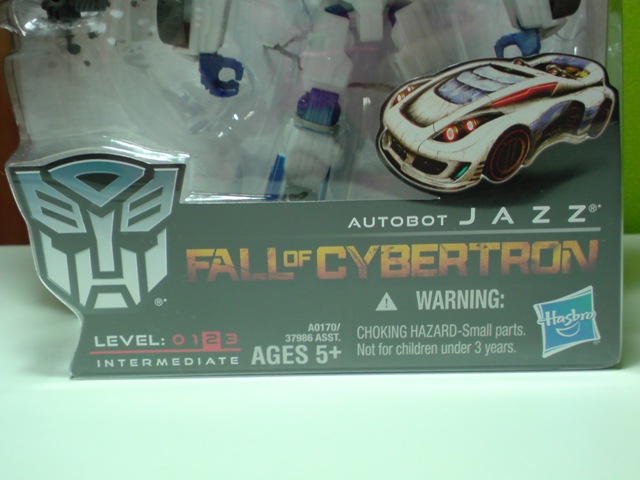 AUTOBOT JAZZ®*
FALL OF CYBERTRON
®*
WARNING:
CHOKING HAZARD-Small parts.
Not for children under 3 years.
Hasbro
LEVEL: 0 1 2 3
INTERMEDIATE
A0170/
37986 ASST.
AGES 5+